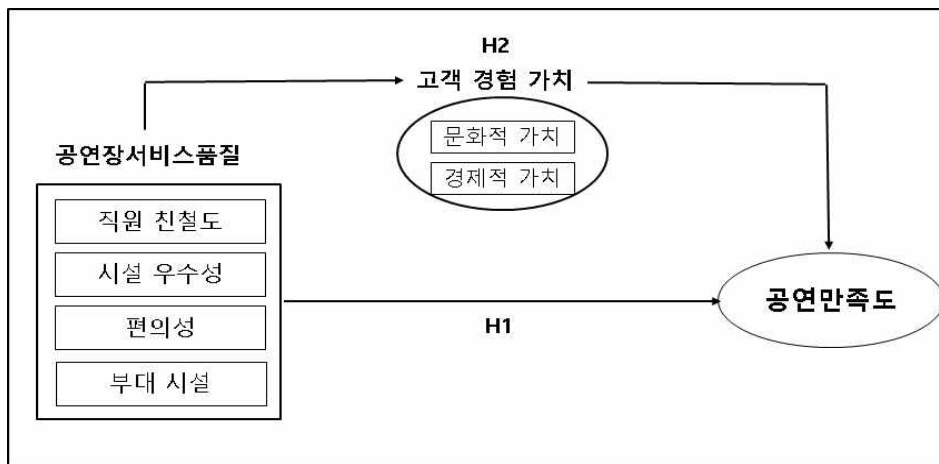 H2
고객 경험 가치
문화적 가치
경제적 가치
공연장서비스품질
직원 친철도
시설 우수성
편의성
부대 시설
H1
공연만족도